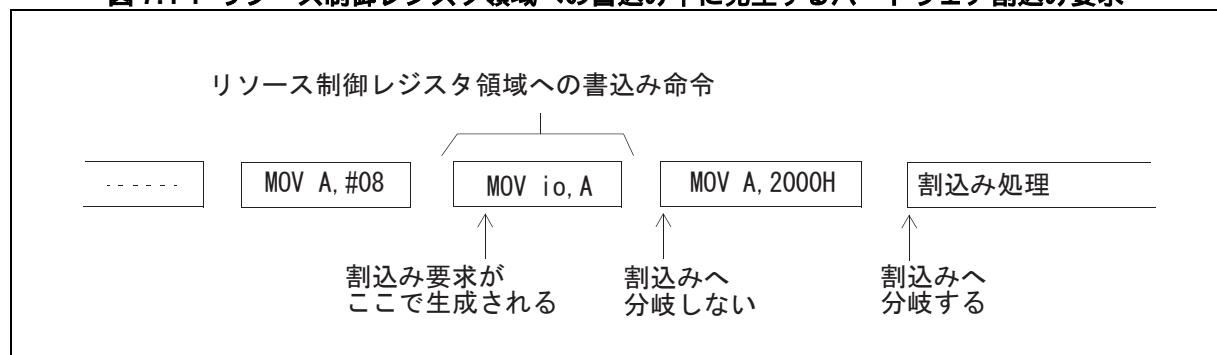 リソース制御レジスタ領域への書込み命令
MOV A,#08
MOV io,A
MOV A,2000H
割込み処理
割込み要求が
ここで生成される
割込みへ
分岐しない
割込みへ
分岐する